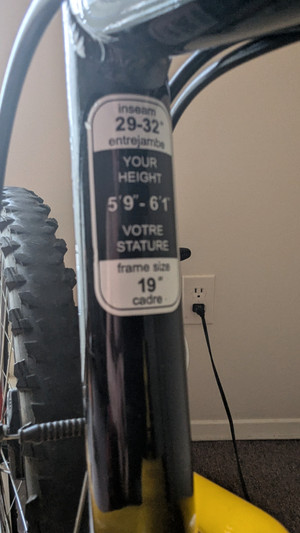 inseam
29-32"
entrejambe
YOUR
HEIGHT
5'9"- 6'1"
VOTRE
STATURE
frame size
19"
cadre